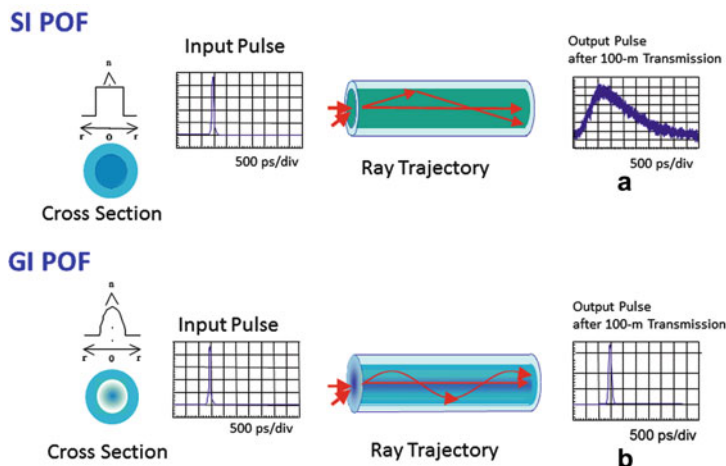 SI POF
Input Pulse
Output Pulse
after 100-m Transmission
n
r 0 r
500 ps/div
500 ps/div
a
Ray Trajectory
Cross Section
GI POF
n
Input Pulse
Output Pulse
after 100-m Transmission
r 0 r
500 ps/div
500 ps/div
b
Cross Section
Ray Trajectory